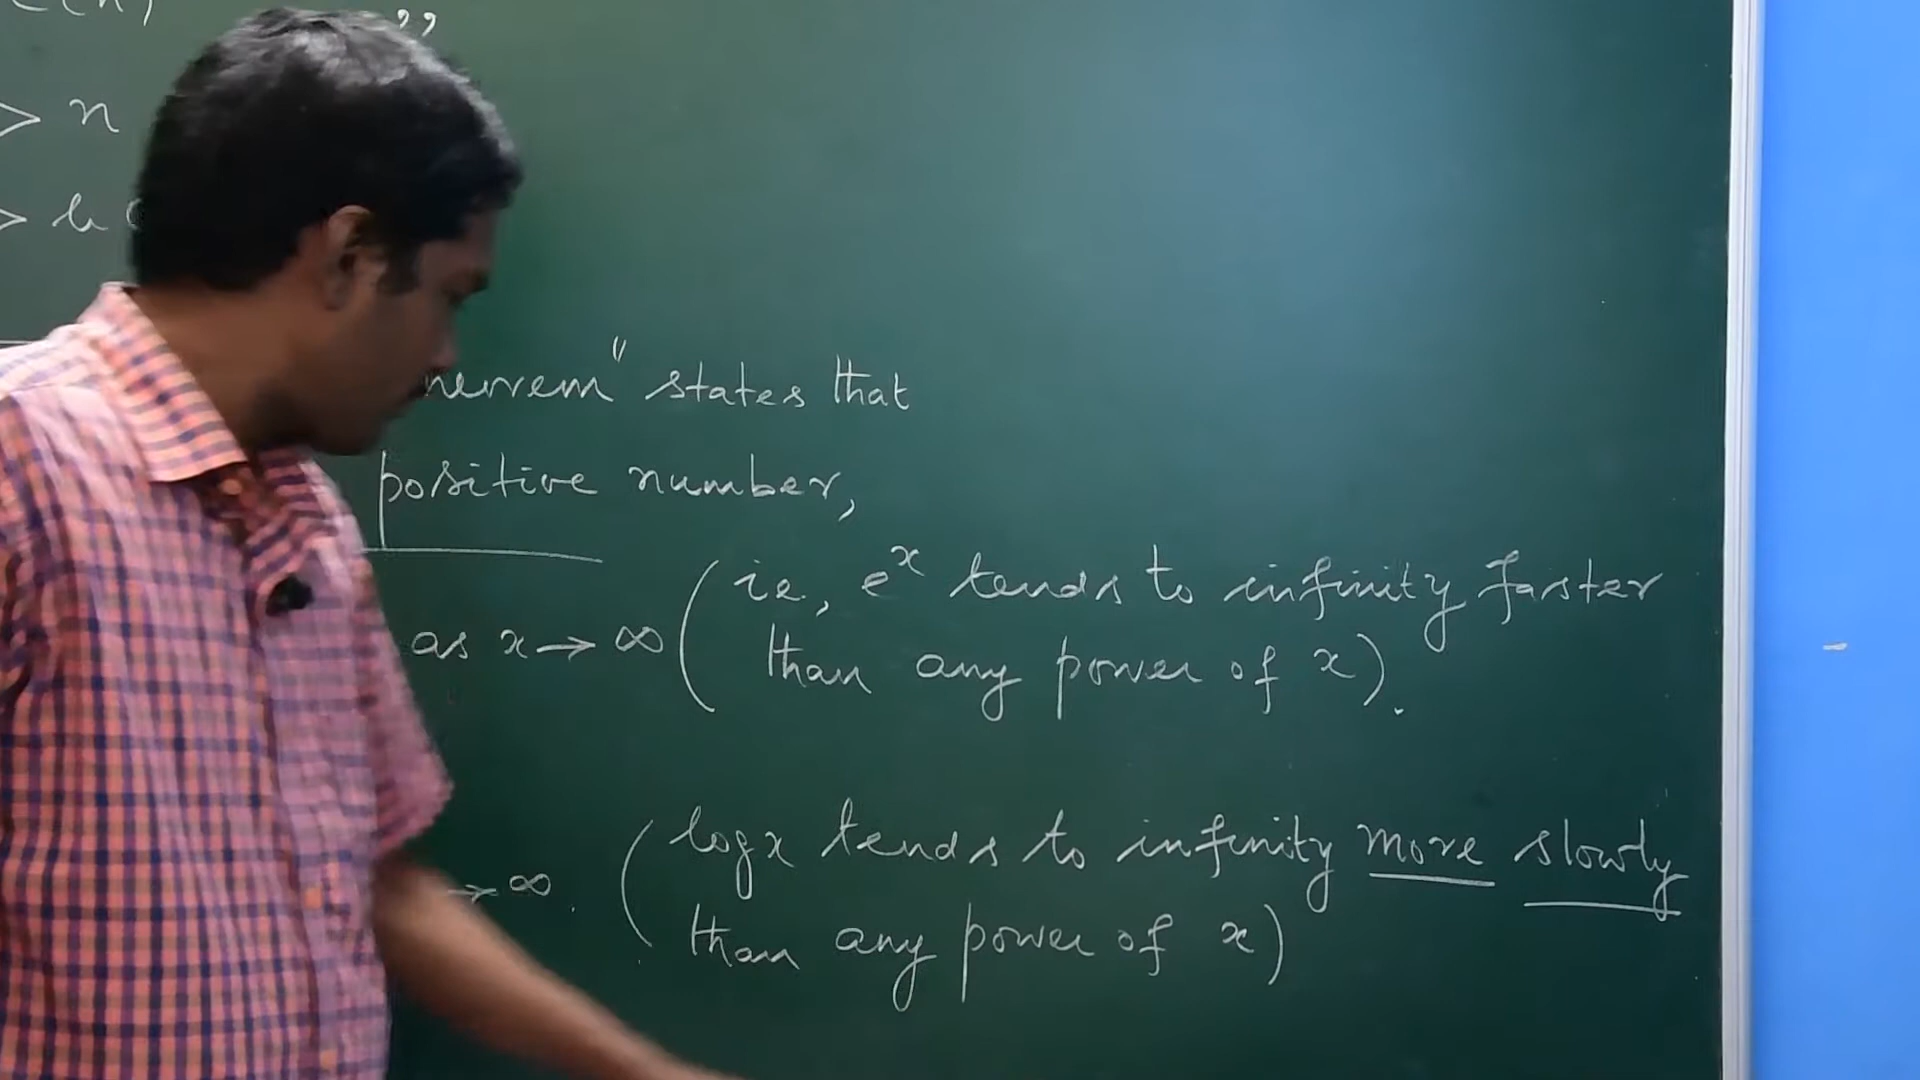 > n
states that
positive number,
as x → ∞ (ie., e^x tends to infinity faster
than any power of x).
→ ∞. (log x tends to infinity more slowly
than any power of x)